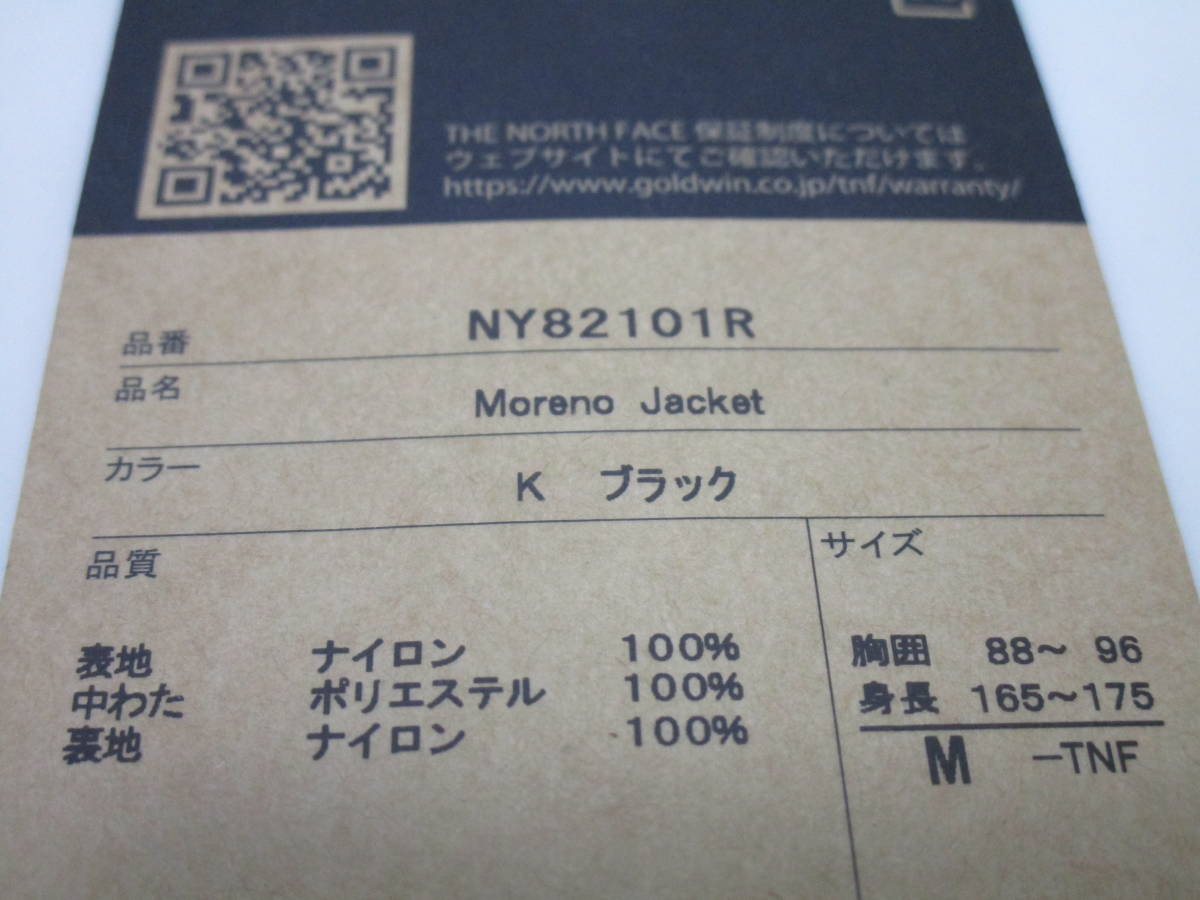 THE NORTH FACE 保証制度については
ウェブサイトにてご確認いただけます。
https://www.goldwin.co.jp/tnf/warranty/
品番 NY82101R
品名 Moreno Jacket
カラー K ブラック
品質
表地 ナイロン 100%
中わた ポリエステル 100%
裏地 ナイロン 100%
サイズ
胸囲 88～ 96
身長 165～175
M -TNF